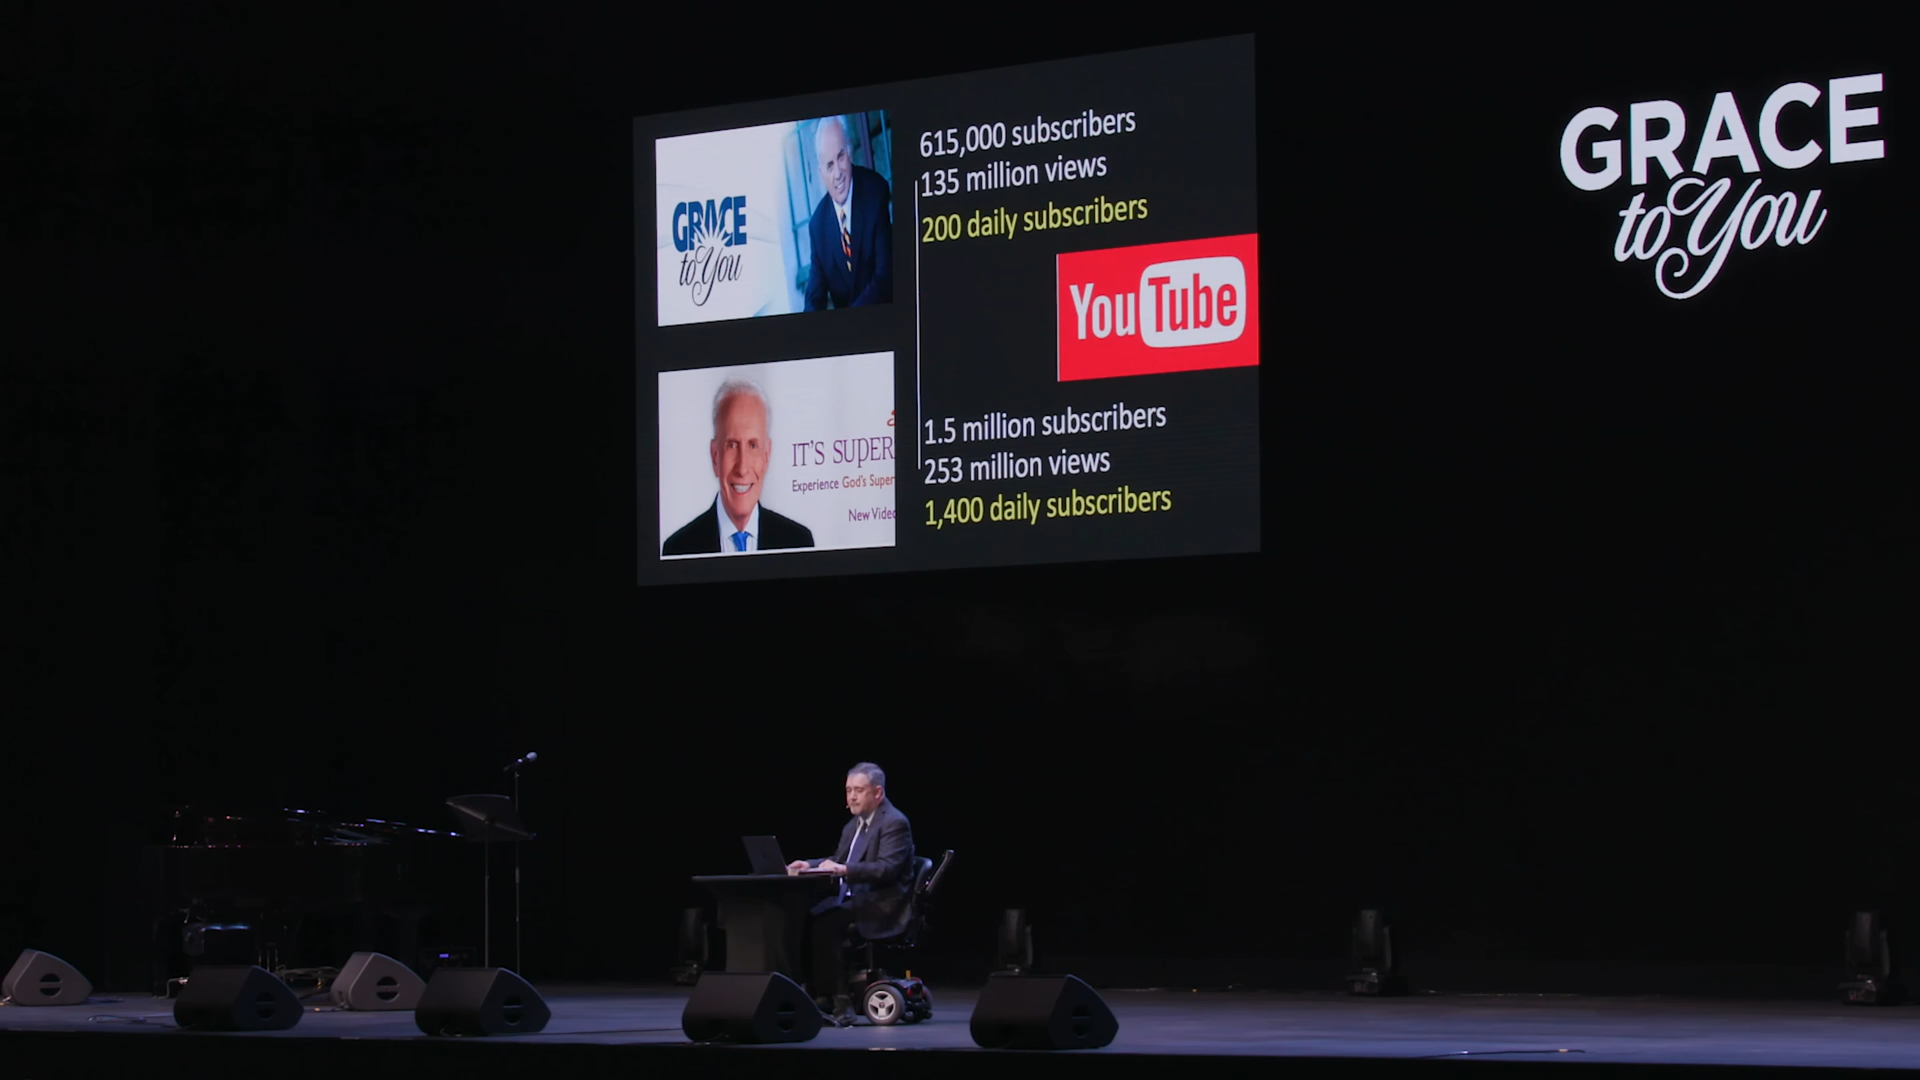 615,000 subscribers
135 million views
200 daily subscribers
GRACE
to You
YouTube
IT'S SUPER
Experience God's Super
New Video
1.5 million subscribers
253 million views
1,400 daily subscribers
GRACE
to You